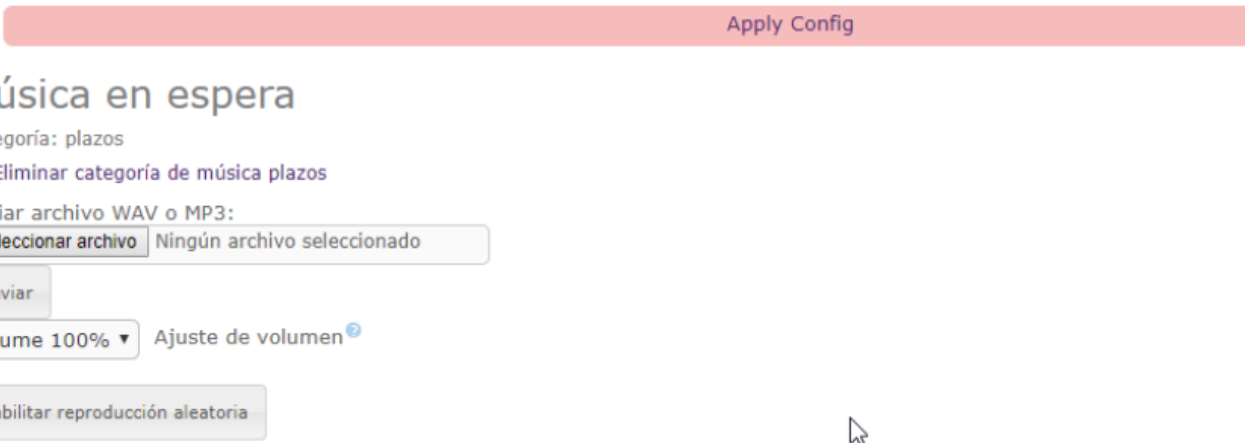 Apply Config
úsica en espera
egoría: plazos
Eliminar categoría de música plazos
iar archivo WAV o MP3:
leccionar archivo Ningún archivo seleccionado
viar
ume 100% Ajuste de volumen
bilitar reproducción aleatoria